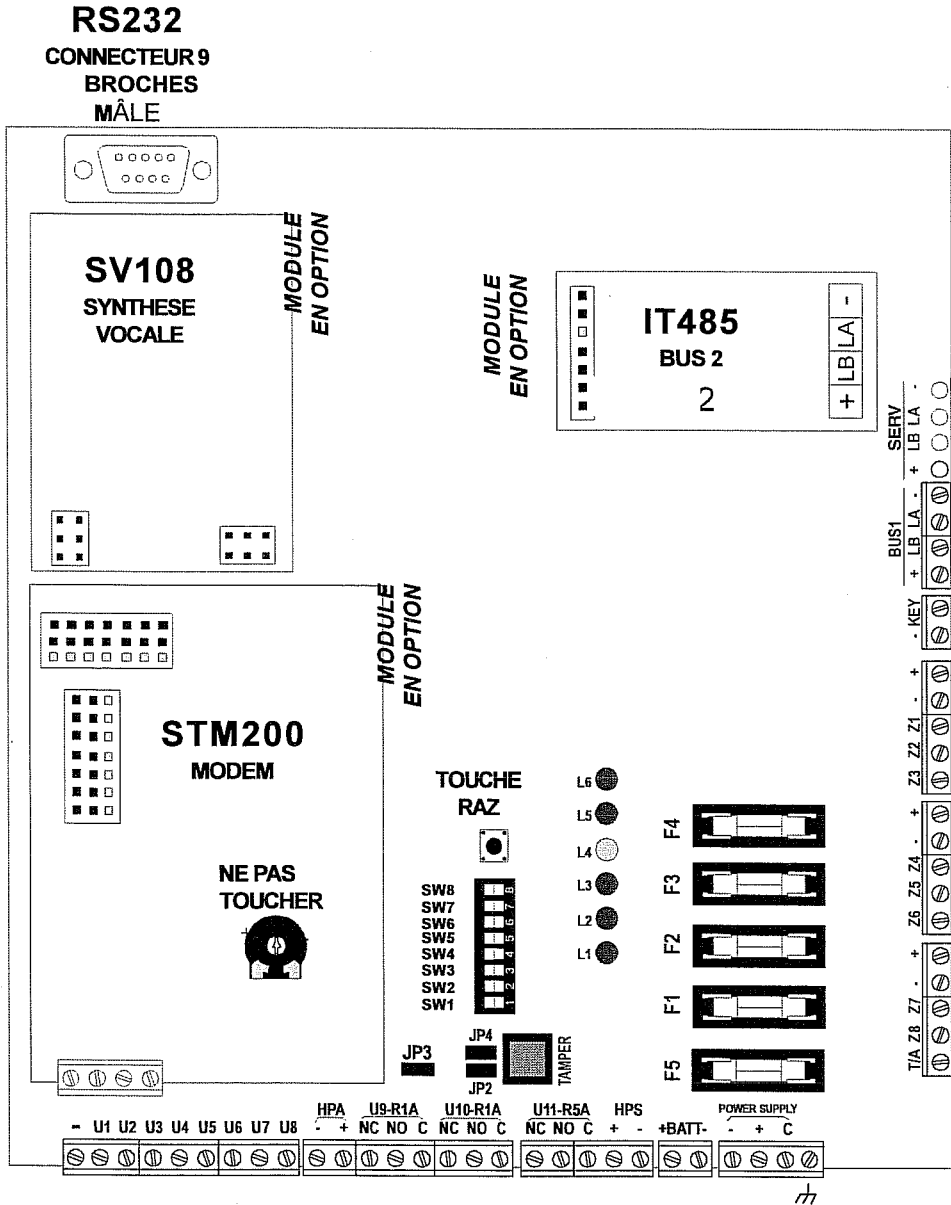 RS232
CONNECTEUR 9
BROCHES
MÂLE
SV108
SYNTHESE
VOCALE
MODULE
EN OPTION
MODULE
EN OPTION
IT485
BUS 2
2
+ LB LA -
SERV
+ LB LA -
BUS1
+ LB LA -
- KEY
+
-
Z1
Z2
Z3
+
-
Z4
Z5
Z6
+
-
Z7
Z8
T/A
MODULE
EN OPTION
STM200
MODEM
NE PAS
TOUCHER
+
TOUCHE
RAZ
SW8 8
SW7 7
SW6 6
SW5 5
SW4 4
SW3 3
SW2 2
SW1 1
L6
L5
L4
L3
L2
L1
F4
F3
F2
F1
F5
JP3
JP4
JP2
TAMPER
HPA U9-R1A U10-R1A U11-R5A HPS POWER SUPPLY
- U1 U2 U3 U4 U5 U6 U7 U8 - + NC NO C NC NO C NC NO C + - +BATT- - + C